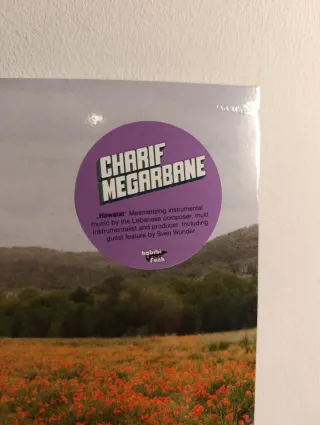 CHARIF
MEGARBANE
„Hawalat" Mesmerizing instrumental
music by the Lebanese composer, multi
instrumentalist and producer. Including
guest feature by Sven Wunder.
habibi
funk